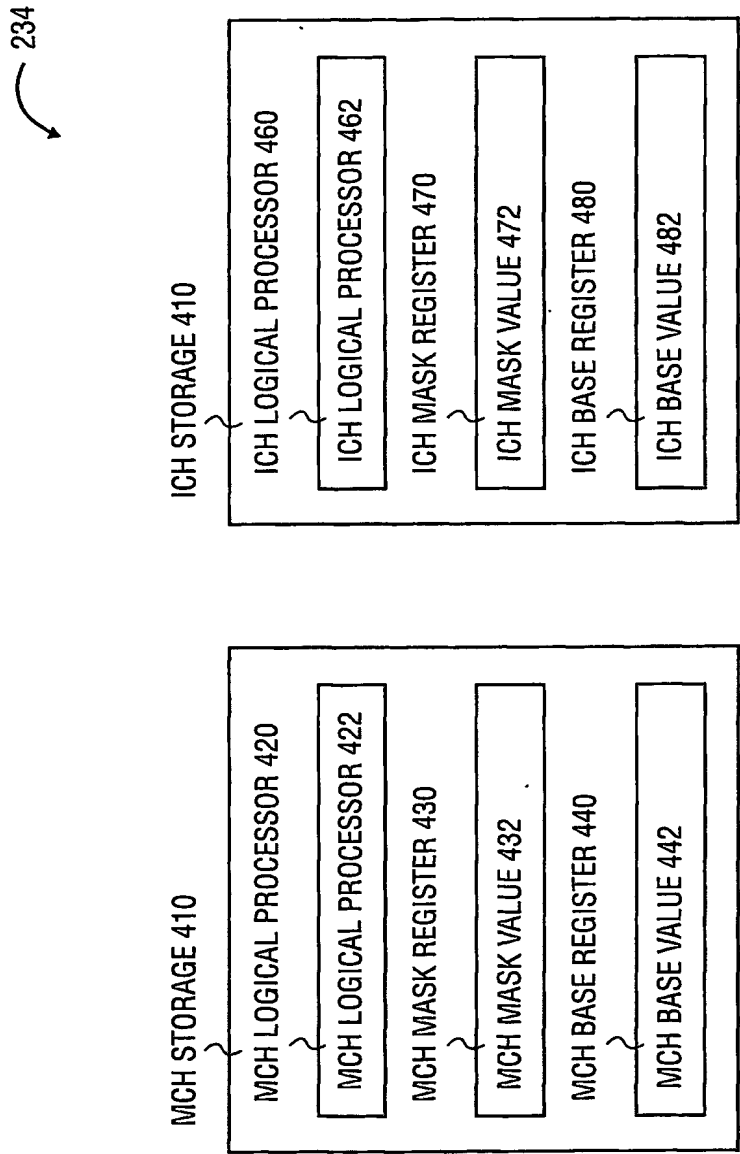 234
MCH STORAGE 410
MCH LOGICAL PROCESSOR 420
MCH LOGICAL PROCESSOR 422
MCH MASK REGISTER 430
MCH MASK VALUE 432
MCH BASE REGISTER 440
MCH BASE VALUE 442
ICH STORAGE 410
ICH LOGICAL PROCESSOR 460
ICH LOGICAL PROCESSOR 462
ICH MASK REGISTER 470
ICH MASK VALUE 472
ICH BASE REGISTER 480
ICH BASE VALUE 482